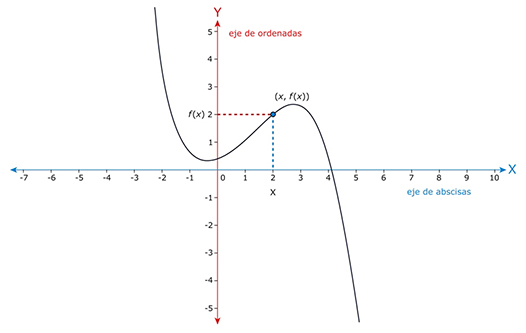 Y
eje de ordenadas
5
4
3
(x, f(x))
f(x) 2
1
X
-7 -6 -5 -4 -3 -2 -1 0 1 2 3 4 5 6 7 8 9 10
X
eje de abscisas
-1
-2
-3
-4
-5